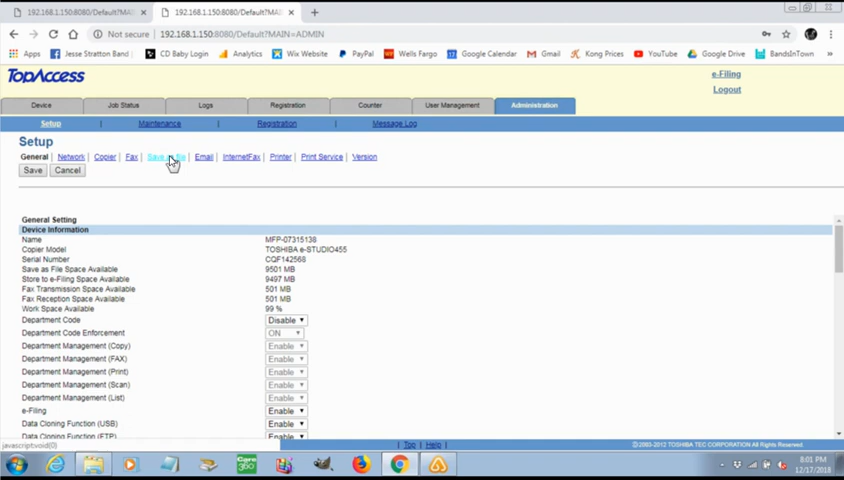 192.168.1.150:8080/Default?MAIN
192.168.1.150:8080/Default?MAIN
Not secure | 192.168.1.150:8080/Default?MAIN=ADMIN
Apps Jesse Stratton Band CD Baby Login Analytics Wix Website PayPal Wells Fargo Google Calendar Gmail Kong Prices YouTube Google Drive BandsInTown
TopAccess
e-Filing
Logout
Device Job Status Logs Registration Counter User Management Administration
Setup | Maintenance | Registration | Message Log
Setup
General | Network | Copier | Fax | Save as file | Email | InternetFax | Printer | Print Service | Version
Save Cancel
General Setting
Device Information
Name MFP-07315138
Copier Model TOSHIBA e-STUDIO455
Serial Number CQF142568
Save as File Space Available 9501 MB
Store to e-Filing Space Available 9497 MB
Fax Transmission Space Available 501 MB
Fax Reception Space Available 501 MB
Work Space Available 99 %
Department Code Disable
Department Code Enforcement ON
Department Management (Copy) Enable
Department Management (FAX) Enable
Department Management (Print) Enable
Department Management (Scan) Enable
Department Management (List) Enable
e-Filing Enable
Data Cloning Function (USB) Enable
Data Cloning Function (FTP) Enable
javascript:void(0)
| Top | Help |
©2003-2012 TOSHIBA TEC CORPORATION All Rights Reserved.
Care 360
8:01 PM
12/17/2018